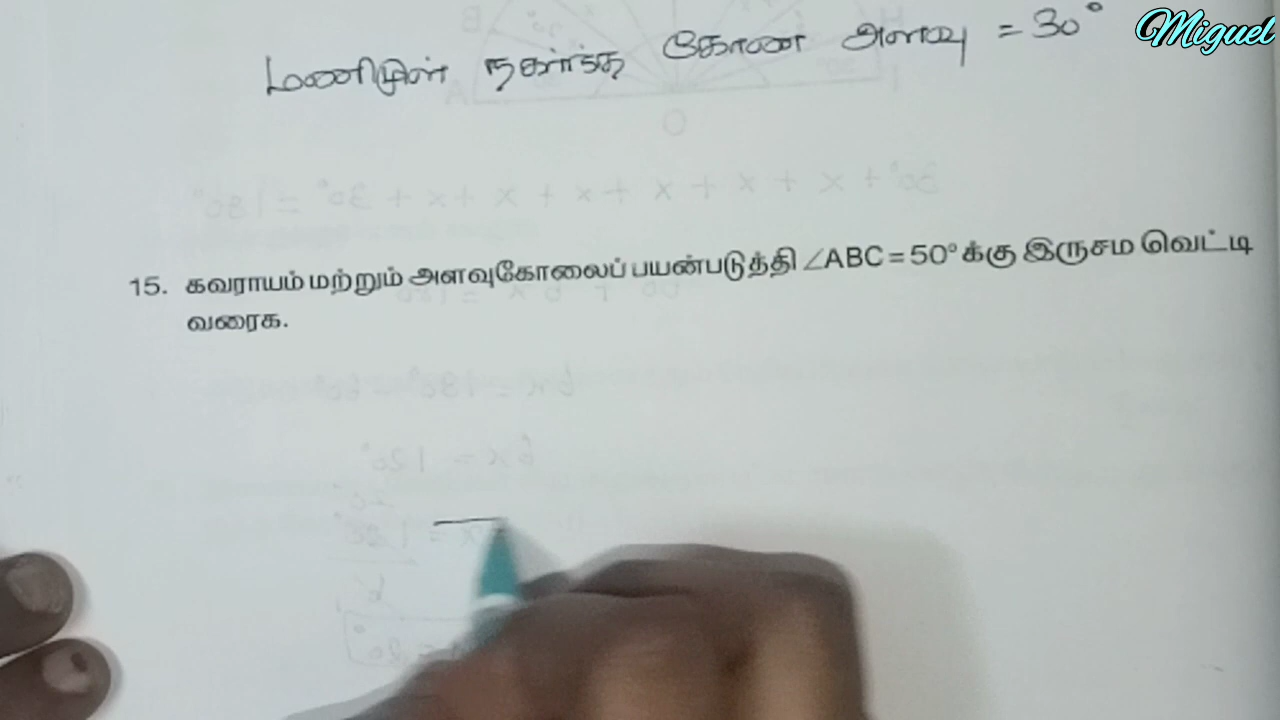 Miguel
மணிமுள் நகர்ந்த கோண அளவு = 30°
15. கவராயம் மற்றும் அளவுகோலைப் பயன்படுத்தி ∠ABC = 50° க்கு இருசம வெட்டி
வரைக.